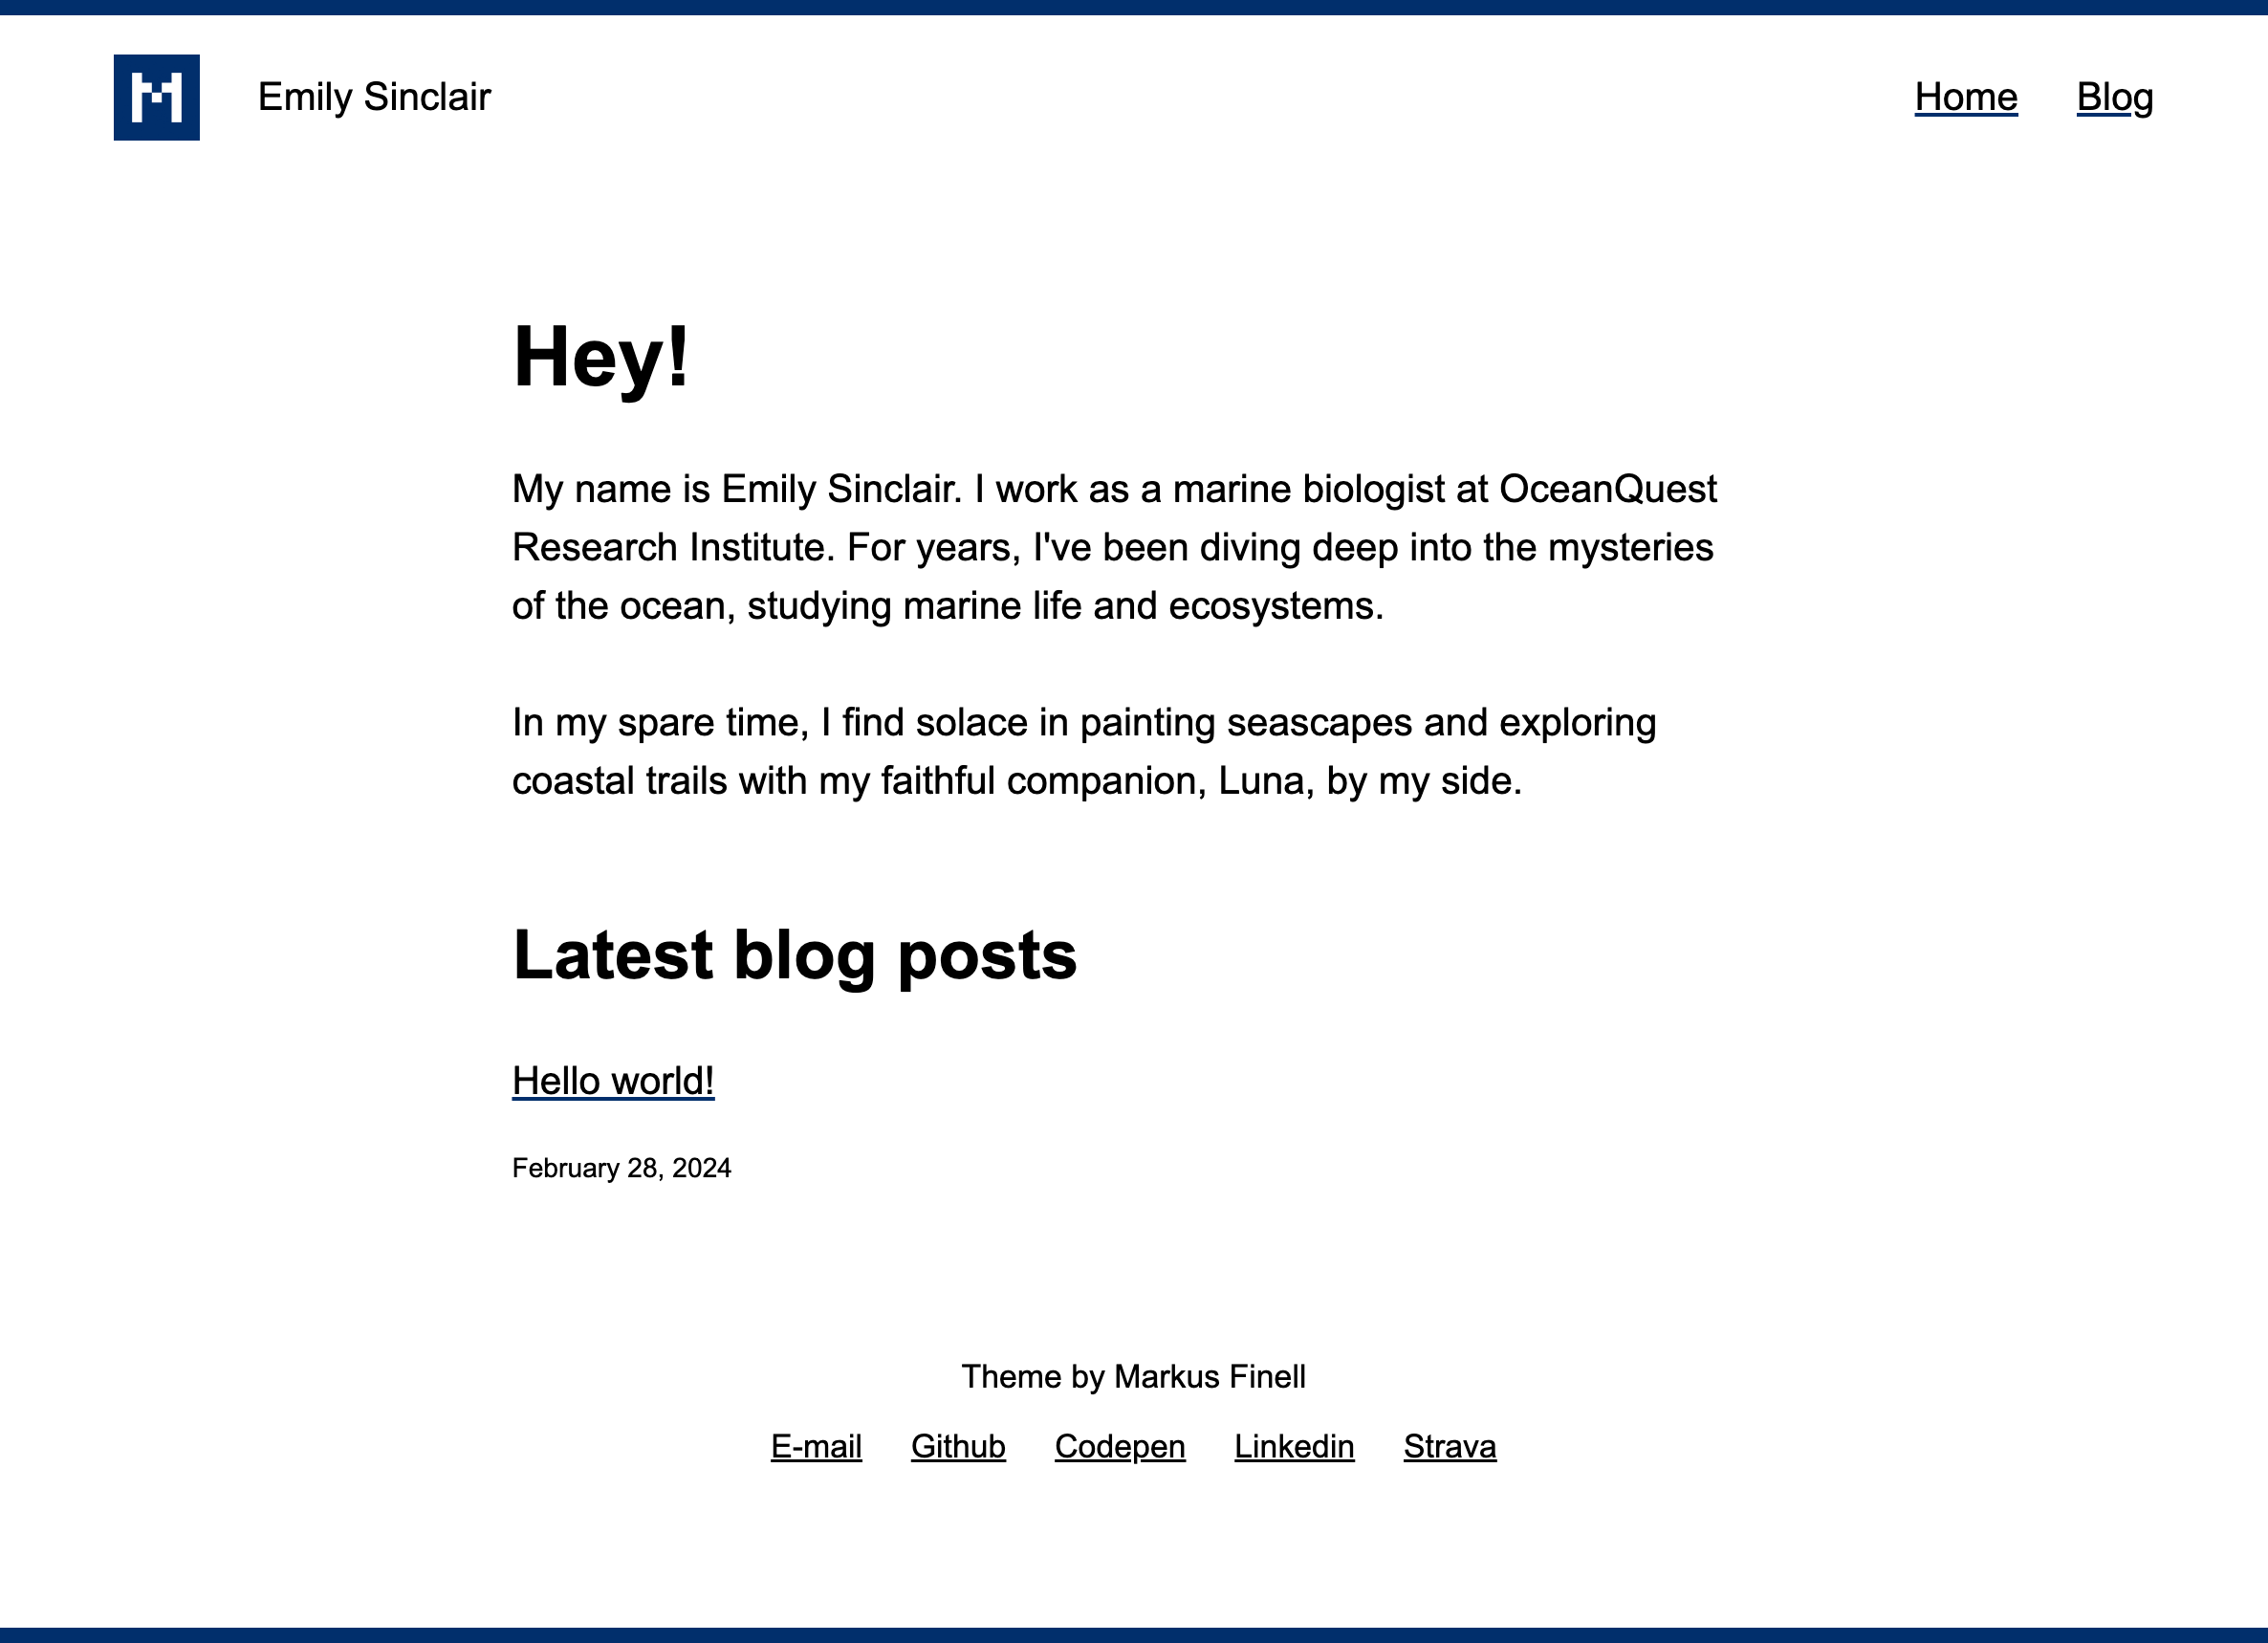 M
Emily Sinclair
Home Blog
Hey!
My name is Emily Sinclair. I work as a marine biologist at OceanQuest
Research Institute. For years, I've been diving deep into the mysteries
of the ocean, studying marine life and ecosystems.
In my spare time, I find solace in painting seascapes and exploring
coastal trails with my faithful companion, Luna, by my side.
Latest blog posts
Hello world!
February 28, 2024
Theme by Markus Finell
E-mail Github Codepen Linkedin Strava